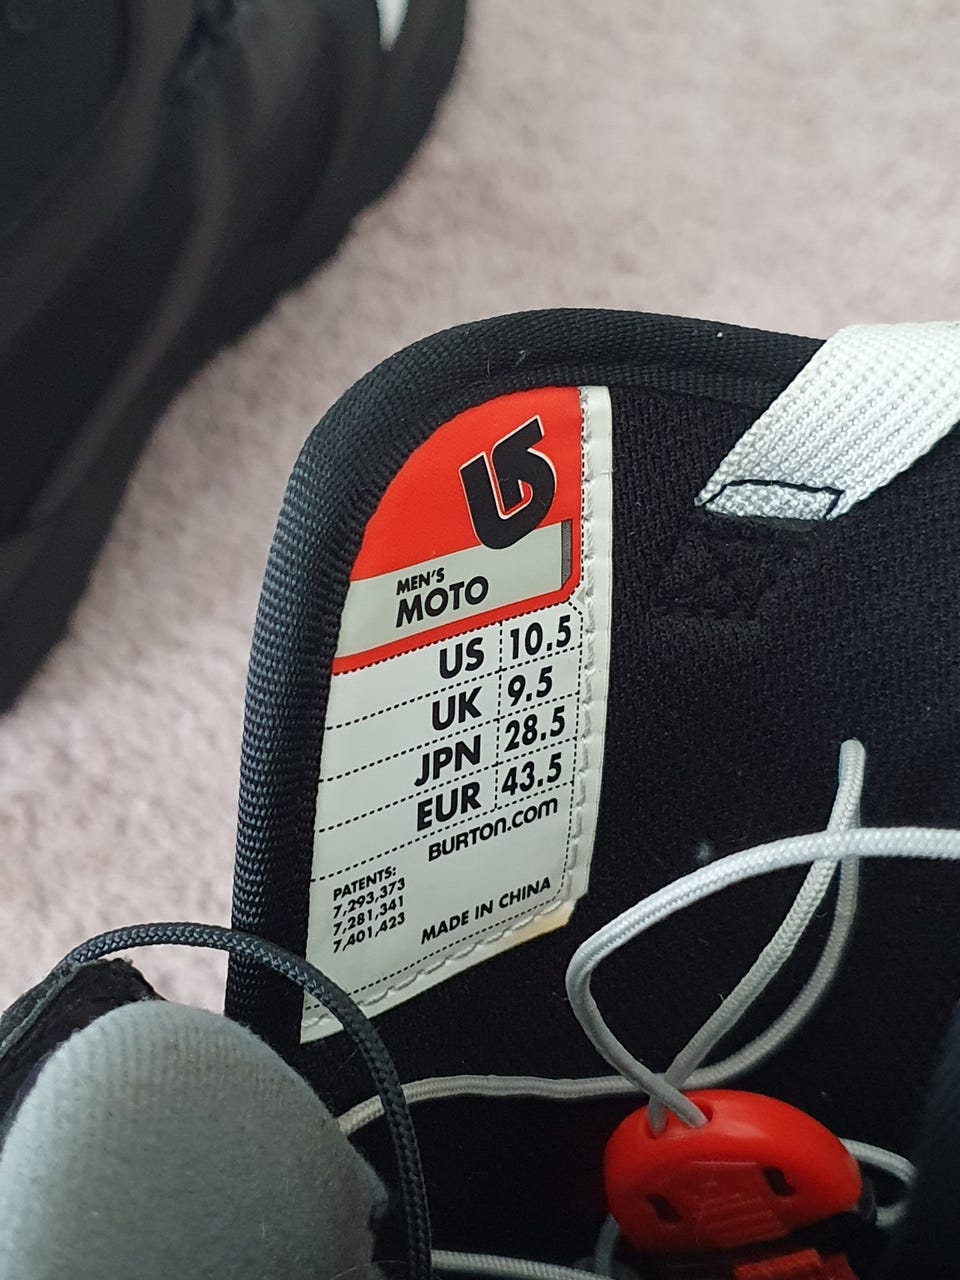 MEN'S
MOTO
US 10.5
UK 9.5
JPN 28.5
EUR 43.5
BURTON.COM
PATENTS:
7,293,373
7,281,341
7,401,423
MADE IN CHINA